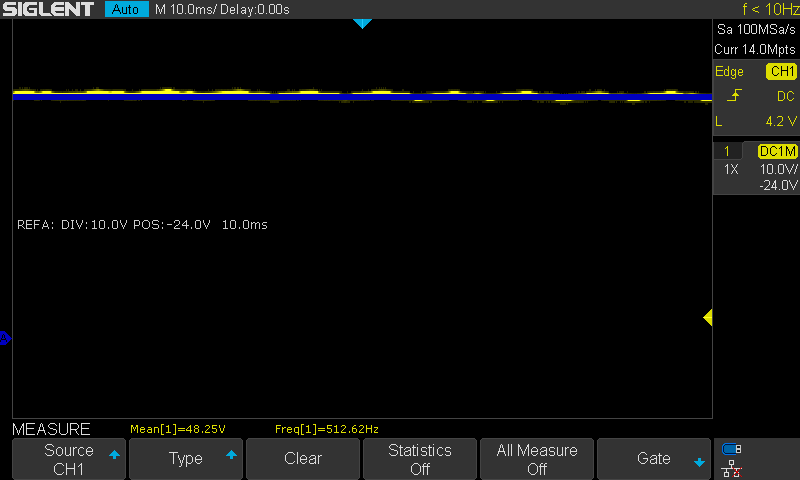 SIGLENT Auto M 10.0ms/ Delay:0.00s f < 10Hz
Sa 100MSa/s
Curr 14.0Mpts
Edge CH1
DC
L 4.2 V
1 DC1M
1X 10.0V/
-24.0V
REFA: DIV:10.0V POS:-24.0V 10.0ms
MEASURE Mean[1]=48.25V Freq[1]=512.62Hz
Source
CH1
Type
Clear
Statistics
Off
All Measure
Off
Gate